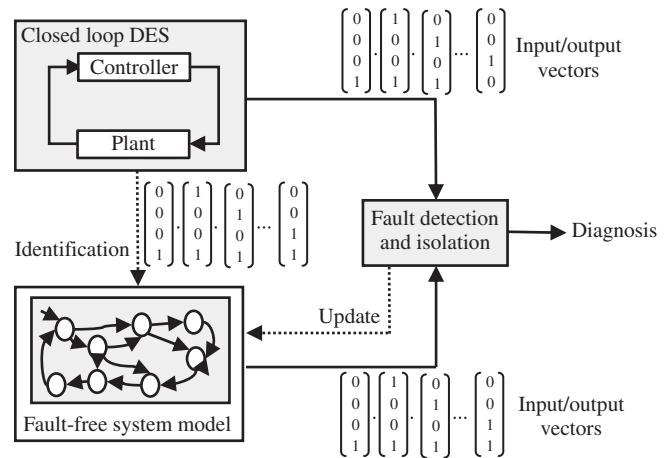 Closed loop DES
Controller
Plant
0 1 0 0
0 0 1 0
0 . 0 . 0 ... 1
1 1 1 0
Input/output
vectors
Identification
0 1 0 0
0 0 1 0
0 . 0 . 0 ... 1
1 1 1 1
Fault detection
and isolation
Diagnosis
Update
Fault-free system model
0 1 0 0
0 0 1 0
0 . 0 . 0 ... 1
1 1 1 1
Input/output
vectors